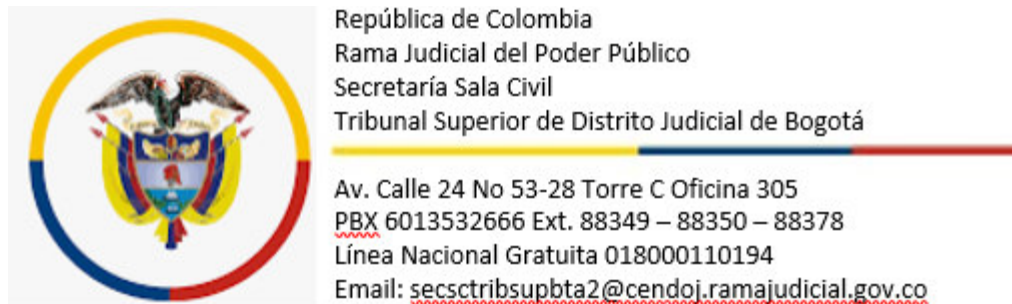 República de Colombia
Rama Judicial del Poder Público
Secretaría Sala Civil
Tribunal Superior de Distrito Judicial de Bogotá
Av. Calle 24 No 53-28 Torre C Oficina 305
PBX 6013532666 Ext. 88349 – 88350 – 88378
Línea Nacional Gratuita 018000110194
Email: secsctribsupbta2@cendoj.ramajudicial.gov.co